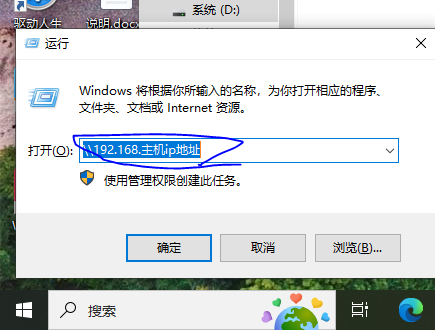 系统 (D:)
驱动人生
说明.docx
运行
Windows 将根据你所输入的名称，为你打开相应的程序、
文件夹、文档或 Internet 资源。
打开(O):
\\192.168.主机ip地址
使用管理权限创建此任务。
确定
取消
浏览(B)...
搜索